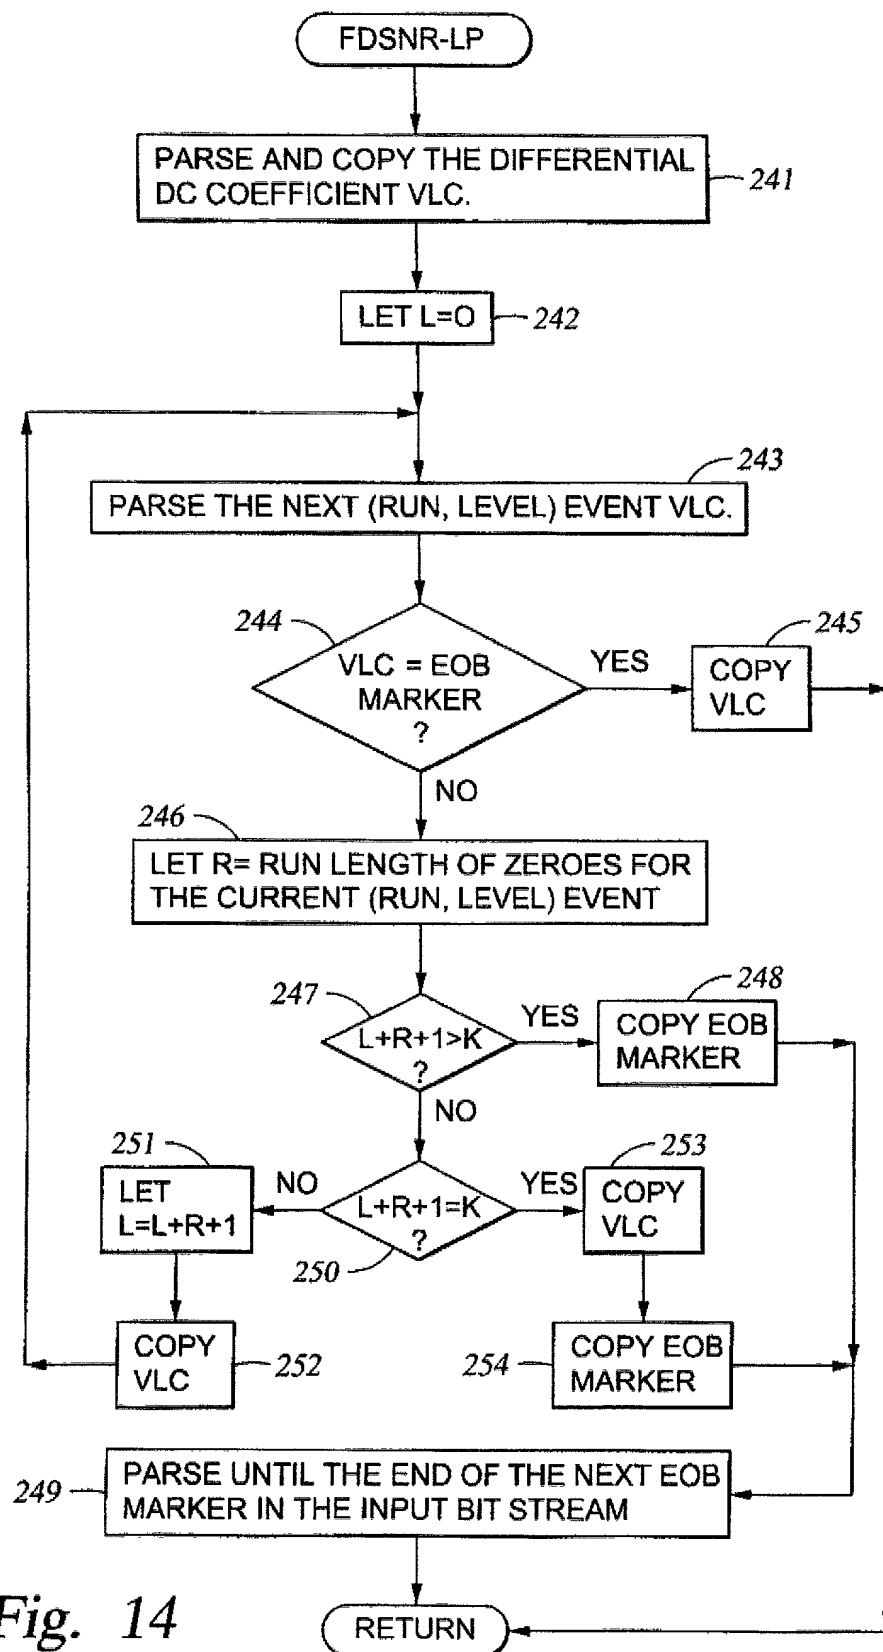 FDSNR-LP
PARSE AND COPY THE DIFFERENTIAL
DC COEFFICIENT VLC.
241
LET L=O
242
243
PARSE THE NEXT (RUN, LEVEL) EVENT VLC.
244
VLC = EOB
MARKER
?
YES
245
COPY
VLC
NO
246
LET R= RUN LENGTH OF ZEROES FOR
THE CURRENT (RUN, LEVEL) EVENT
247
L+R+1>K
?
YES
248
COPY EOB
MARKER
NO
251
LET
L=L+R+1
NO
L+R+1=K
?
250
YES
253
COPY
VLC
COPY
VLC
252
254
COPY EOB
MARKER
249
PARSE UNTIL THE END OF THE NEXT EOB
MARKER IN THE INPUT BIT STREAM
Fig. 14
RETURN